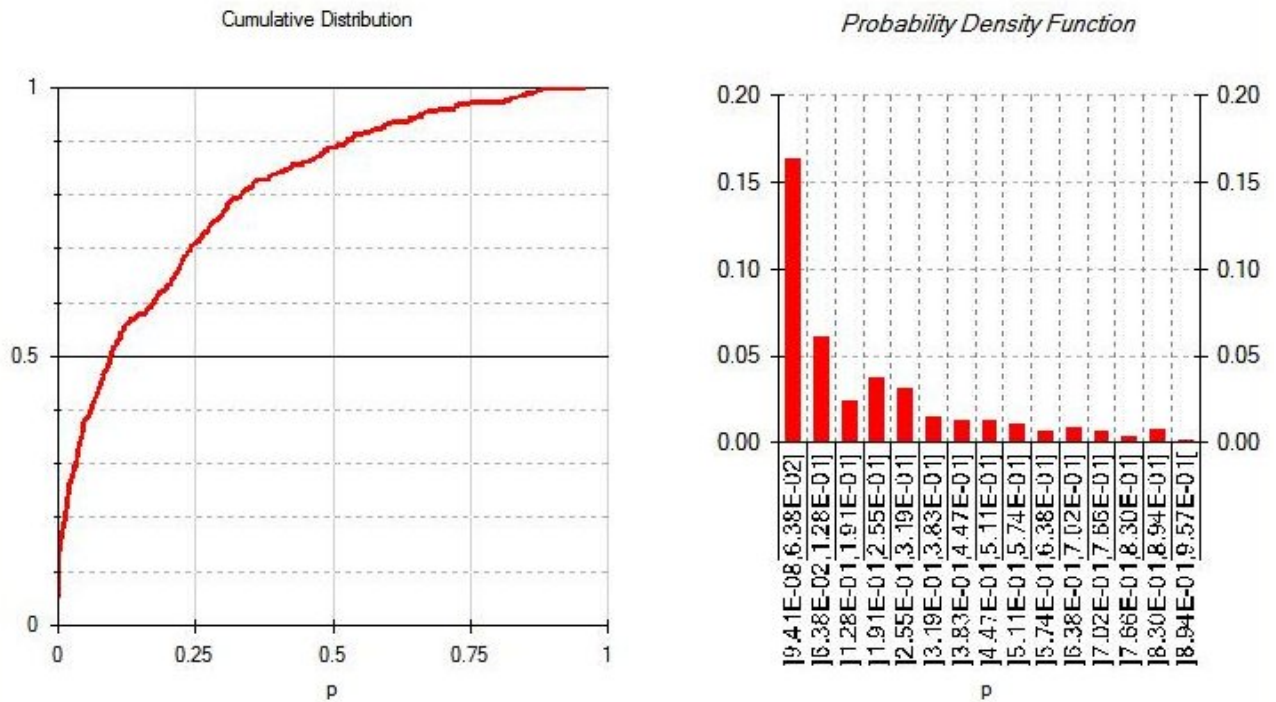 Cumulative Distribution
1
0.5
0
0
0.25
0.5
0.75
1
p
Probability Density Function
0.20
0.15
0.10
0.05
0.00
0.20
0.15
0.10
0.05
0.00
]9.41E-08,6.38E-02]
]6.38E-02,1.28E-01]
]1.28E-01,1.91E-01]
]1.91E-01,2.55E-01]
]2.55E-01,3.19E-01]
]3.19E-01,3.83E-01]
]3.83E-01,4.47E-01]
]4.47E-01,5.11E-01]
]5.11E-01,5.74E-01]
]5.74E-01,6.38E-01]
]6.38E-01,7.02E-01]
]7.02E-01,7.66E-01]
]7.66E-01,8.30E-01]
]8.30E-01,8.94E-01]
]8.94E-01,9.57E-01[
p